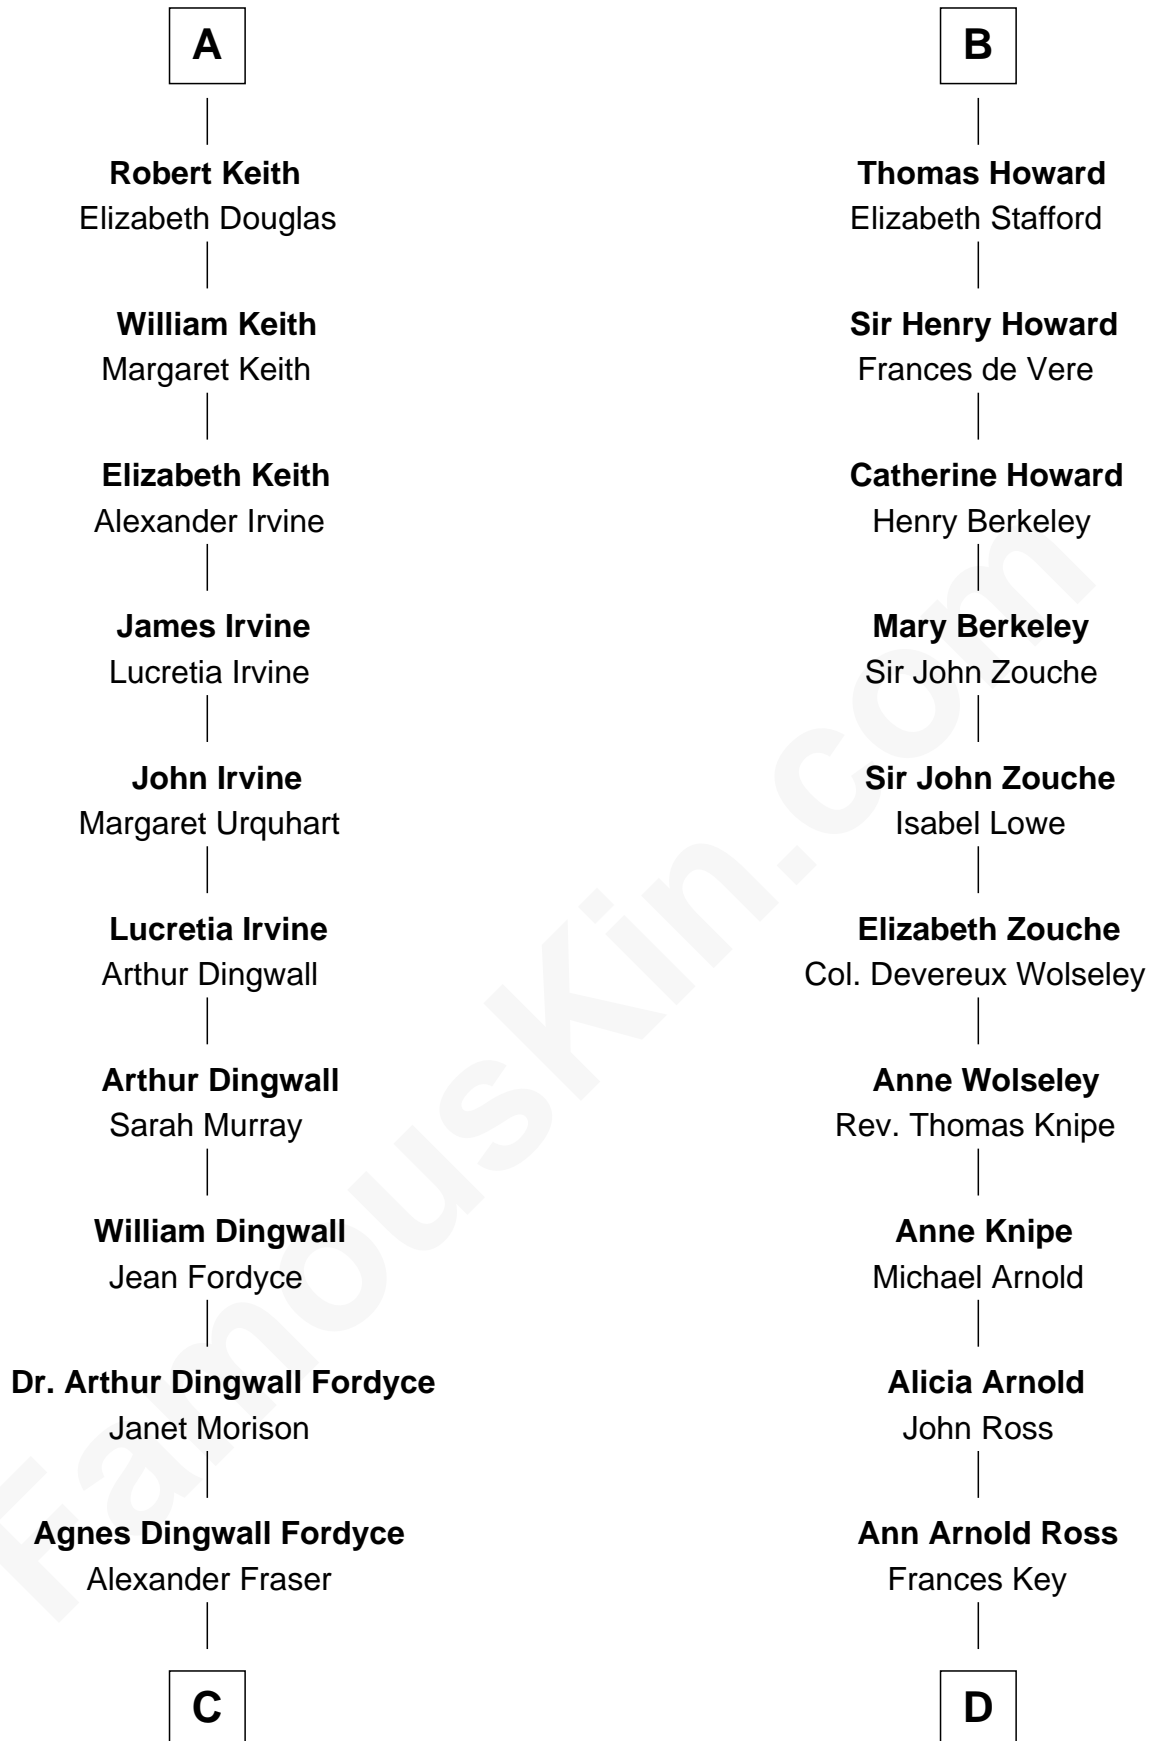 A
Robert Keith
Elizabeth Douglas
William Keith
Margaret Keith
Elizabeth Keith
Alexander Irvine
James Irvine
Lucretia Irvine
John Irvine
Margaret Urquhart
Lucretia Irvine
Arthur Dingwall
Arthur Dingwall
Sarah Murray
William Dingwall
Jean Fordyce
Dr. Arthur Dingwall Fordyce
Janet Morison
Agnes Dingwall Fordyce
Alexander Fraser
C
B
Thomas Howard
Elizabeth Stafford
Sir Henry Howard
Frances de Vere
Catherine Howard
Henry Berkeley
Mary Berkeley
Sir John Zouche
Sir John Zouche
Isabel Lowe
Elizabeth Zouche
Col. Devereux Wolseley
Anne Wolseley
Rev. Thomas Knipe
Anne Knipe
Michael Arnold
Alicia Arnold
John Ross
Ann Arnold Ross
Frances Key
D
FamousKin.com